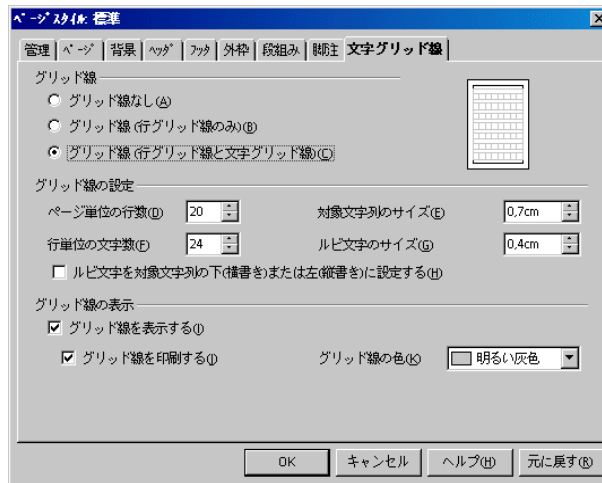 ページスタイル: 標準
管理 ページ 背景 ヘッダ フッタ 外枠 段組み 脚注 文字グリッド線
グリッド線
グリッド線なし(A)
グリッド線(行グリッド線のみ)(B)
グリッド線(行グリッド線と文字グリッド線)(C)
グリッド線の設定
ページ単位の行数(D) 20 対象文字列のサイズ(E) 0,7cm
行単位の文字数(F) 24 ルビ文字のサイズ(G) 0,4cm
ルビ文字を対象文字列の下(横書き)または左(縦書き)に設定する(H)
グリッド線の表示
グリッド線を表示する(I)
グリッド線を印刷する(J) グリッド線の色(K) 明るい灰色
OK キャンセル ヘルプ(H) 元に戻す(R)